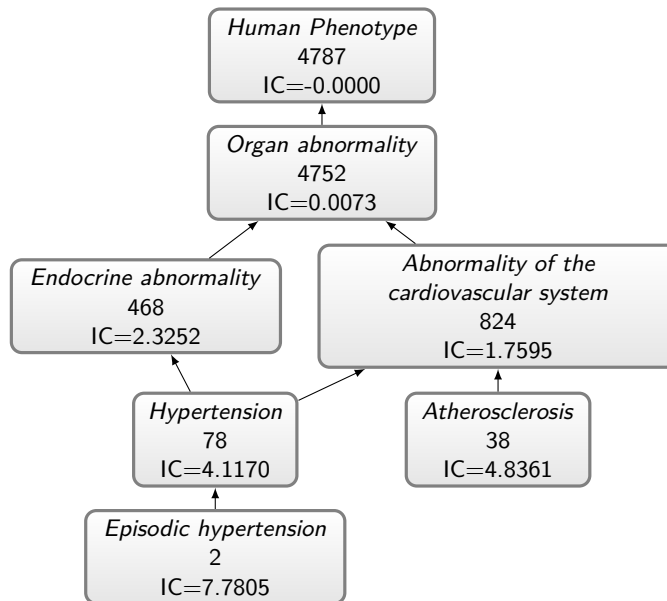 Human Phenotype
4787
IC=-0.0000
Organ abnormality
4752
IC=0.0073
Endocrine abnormality
468
IC=2.3252
Abnormality of the
cardiovascular system
824
IC=1.7595
Hypertension
78
IC=4.1170
Atherosclerosis
38
IC=4.8361
Episodic hypertension
2
IC=7.7805